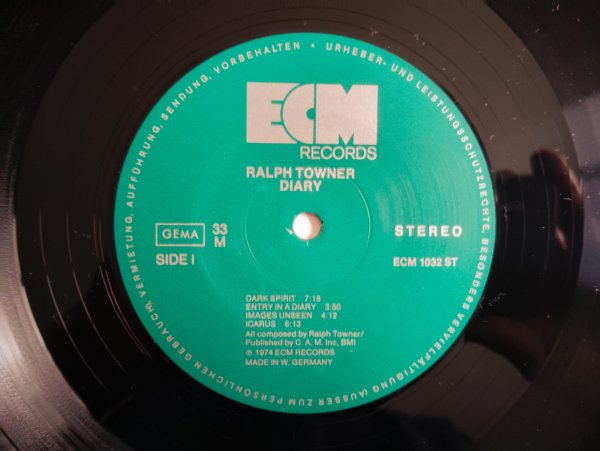 URHEBER- UND LEISTUNGSSCHUTZRECHTE, BESONDERS VERVIELFÄLTIGUNG (AUSSER ZUM PERSÖNLICHEN GEBRAUCH), VERMIETUNG, AUFFÜHRUNG, SENDUNG, VORBEHALTEN •
ECM
RECORDS
RALPH TOWNER
DIARY
GEMA 33 M
STEREO
SIDE I
ECM 1032 ST
DARK SPIRIT 7:18
ENTRY IN A DIARY 3:50
IMAGES UNSEEN 4:12
ICARUS 6:13
All composed by Ralph Towner/
Published by C. A. M. Inc, BMI
℗ 1974 ECM RECORDS
MADE IN W. GERMANY